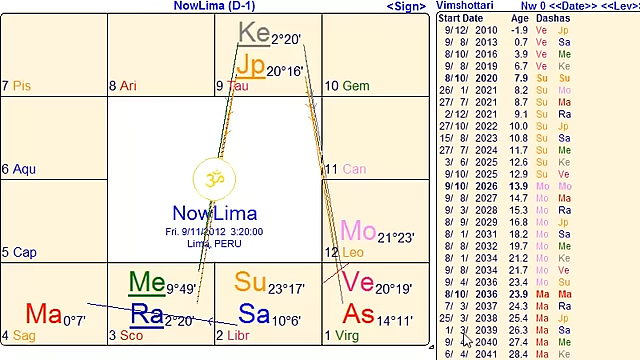 NowLima (D-1)
<Sign>
Ke 2°20'
Jp 20°16'
7 Pis
8 Ari
9 Tau
10 Gem
6 Aqu
11 Can
ॐ
NowLima
Fri. 9/11/2012 3:20:00
Lima, PERU
Mo 21°23'
5 Cap
12 Leo
Me 9°49'
Su 23°17'
Ve 20°19'
Ma 0°7'
Ra 2°20'
Sa 10°6'
As 14°11'
4 Sag
3 Sco
2 Libr
1 Virg
Vimshottari
Nw 0 <<Date>> <<Lev>
Start Date Age Dashas
9/ 12/ 2010 -1.9 Ve Jp
9/ 8/ 2013 0.7 Ve Sa
8/ 10/ 2016 3.9 Ve Me
9/ 8/ 2019 6.7 Ve Ke
8/ 10/ 2020 7.9 Su Su
26/ 1/ 2021 8.2 Su Mo
27/ 7/ 2021 8.7 Su Ma
2/ 12/ 2021 9.1 Su Ra
27/ 10/ 2022 10.0 Su Jp
15/ 8/ 2023 10.8 Su Sa
27/ 7/ 2024 11.7 Su Me
3/ 6/ 2025 12.6 Su Ke
9/ 10/ 2025 12.9 Su Ve
9/ 10/ 2026 13.9 Mo Mo
9/ 8/ 2027 14.7 Mo Ma
9/ 3/ 2028 15.3 Mo Ra
9/ 9/ 2029 16.8 Mo Jp
8/ 1/ 2031 18.2 Mo Sa
8/ 8/ 2032 19.7 Mo Me
8/ 1/ 2034 21.2 Mo Ke
9/ 8/ 2034 21.7 Mo Ve
9/ 4/ 2036 23.4 Mo Su
8/ 10/ 2036 23.9 Ma Ma
7/ 3/ 2037 24.3 Ma Ra
25/ 3/ 2038 25.4 Ma Jp
1/ 3/ 2039 26.3 Ma Sa
9/ 4/ 2040 27.4 Ma Me
6/ 4/ 2041 28.4 Ma Ke